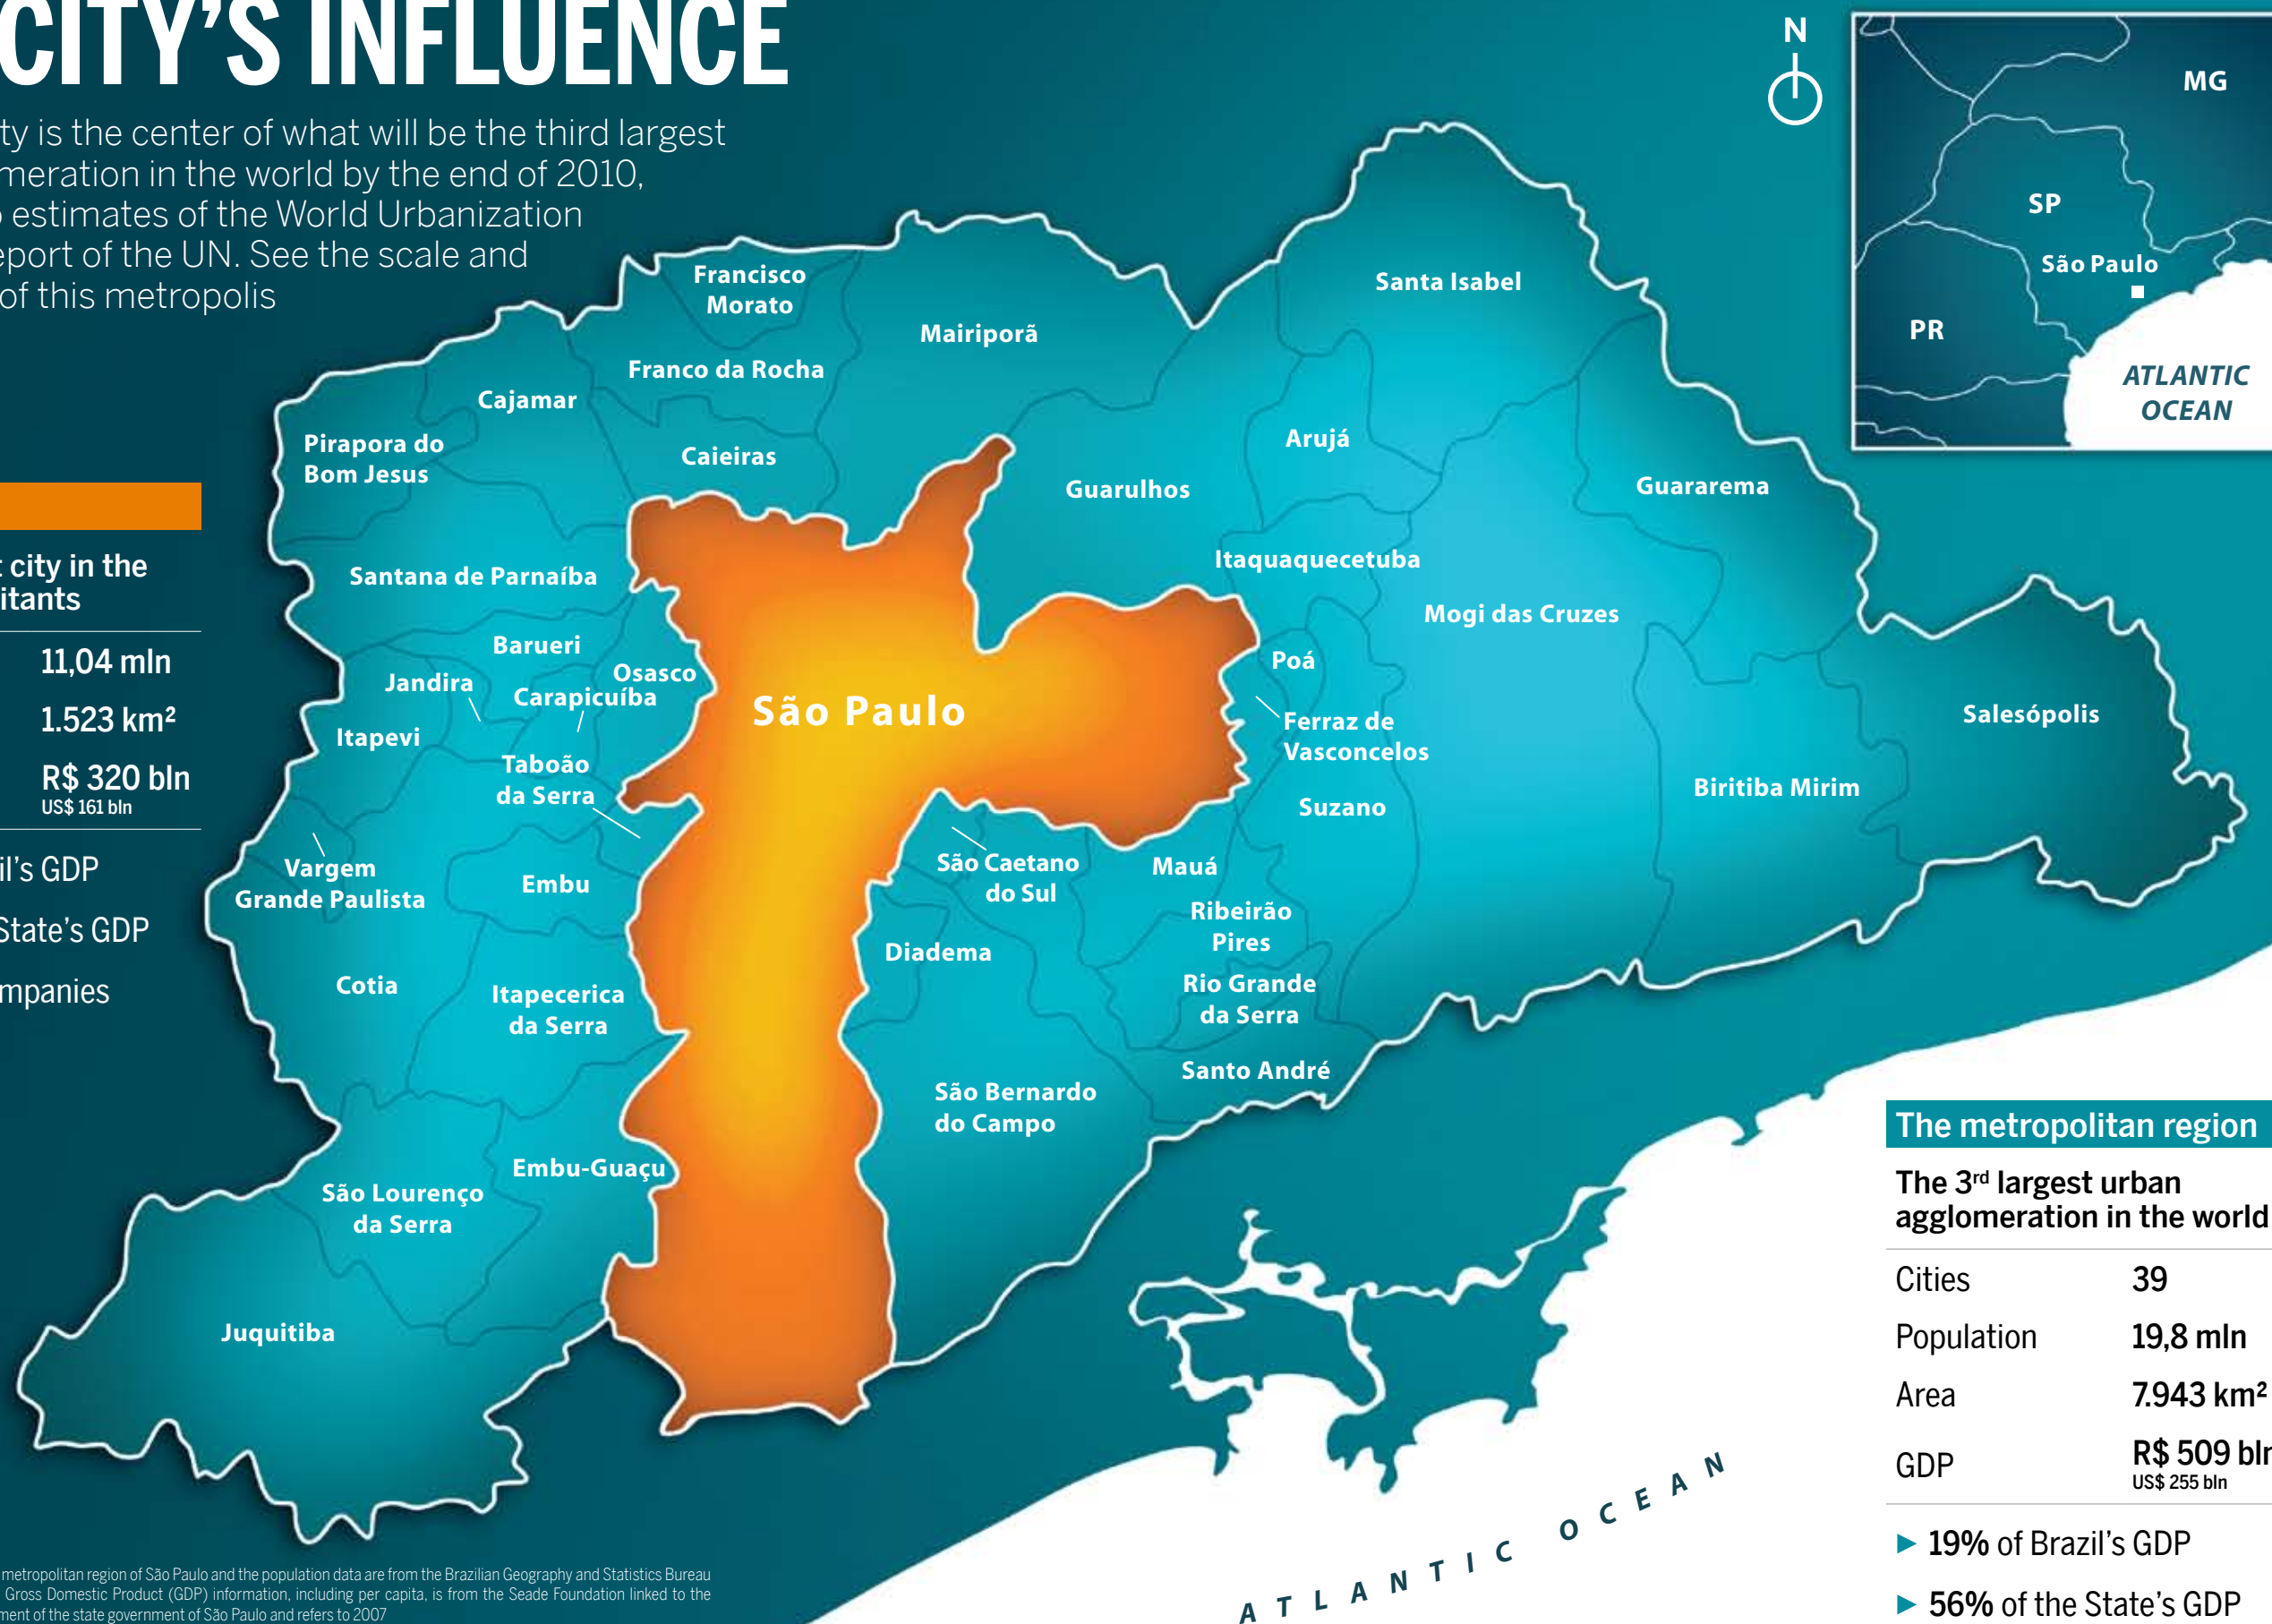 CITY'S INFLUENCE
is the center of what will be the third largest
in the world by the end of 2010,
estimates of the World Urbanization
of the UN. See the scale and
of this metropolis
city in the
11,04 mln
1.523 km²
R$ 320 bln
US$ 161 bln
GDP
State's GDP
N
MG
SP
São Paulo
PR
ATLANTIC
OCEAN
Francisco
Morato
Santa Isabel
Mairiporã
Franco da Rocha
Cajamar
Pirapora do
Bom Jesus
Caieiras
Arujá
Guarulhos
Guararema
Itaquaquecetuba
Santana de Parnaíba
Mogi das Cruzes
Barueri
Osasco
Jandira
Carapicuíba
Poá
São Paulo
Itapevi
Ferraz de
Vasconcelos
Salesópolis
Taboão
da Serra
Biritiba Mirim
Suzano
Vargem
Grande Paulista
Embu
São Caetano
do Sul
Mauá
Ribeirão
Pires
Diadema
Cotia
Itapecerica
da Serra
Rio Grande
da Serra
Santo André
São Bernardo
do Campo
Embu-Guaçu
São Lourenço
da Serra
Juquitiba
ATLANTIC OCEAN
The metropolitan region
The 3rd largest urban
agglomeration in the world
Cities 39
Population 19,8 mln
Area 7.943 km²
GDP R$ 509 bln
US$ 255 bln
► 19% of Brazil's GDP
► 56% of the State's GDP
metropolitan region of São Paulo and the population data are from the Brazilian Geography and Statistics Bureau
Gross Domestic Product (GDP) information, including per capita, is from the Seade Foundation linked to the
of the state government of São Paulo and refers to 2007